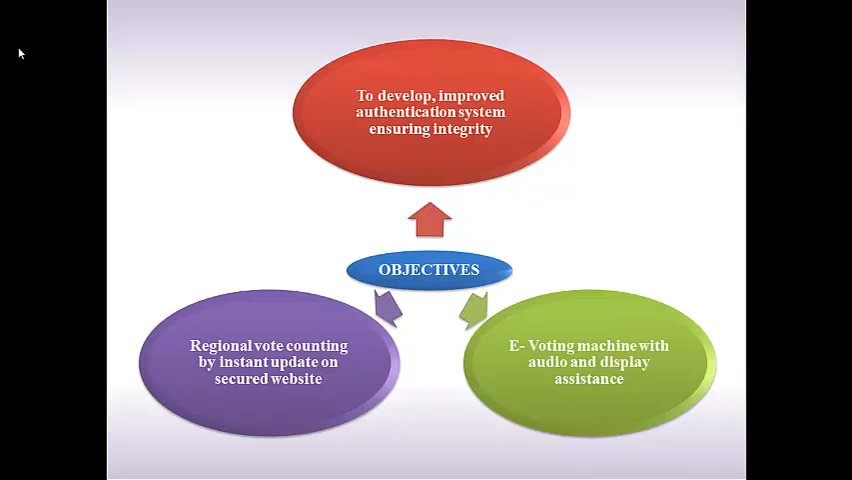 To develop, improved
authentication system
ensuring integrity
OBJECTIVES
Regional vote counting
by instant update on
secured website
E- Voting machine with
audio and display
assistance